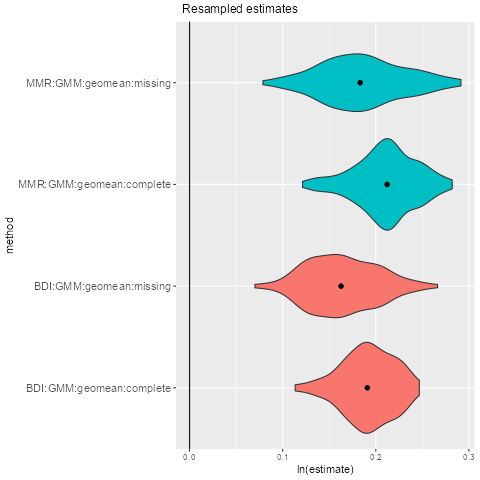 Resampled estimates
MMR:GMM:geomean:missing
MMR:GMM:geomean:complete
BDI:GMM:geomean:missing
BDI:GMM:geomean:complete
method
0.0 0.1 0.2 0.3
ln(estimate)